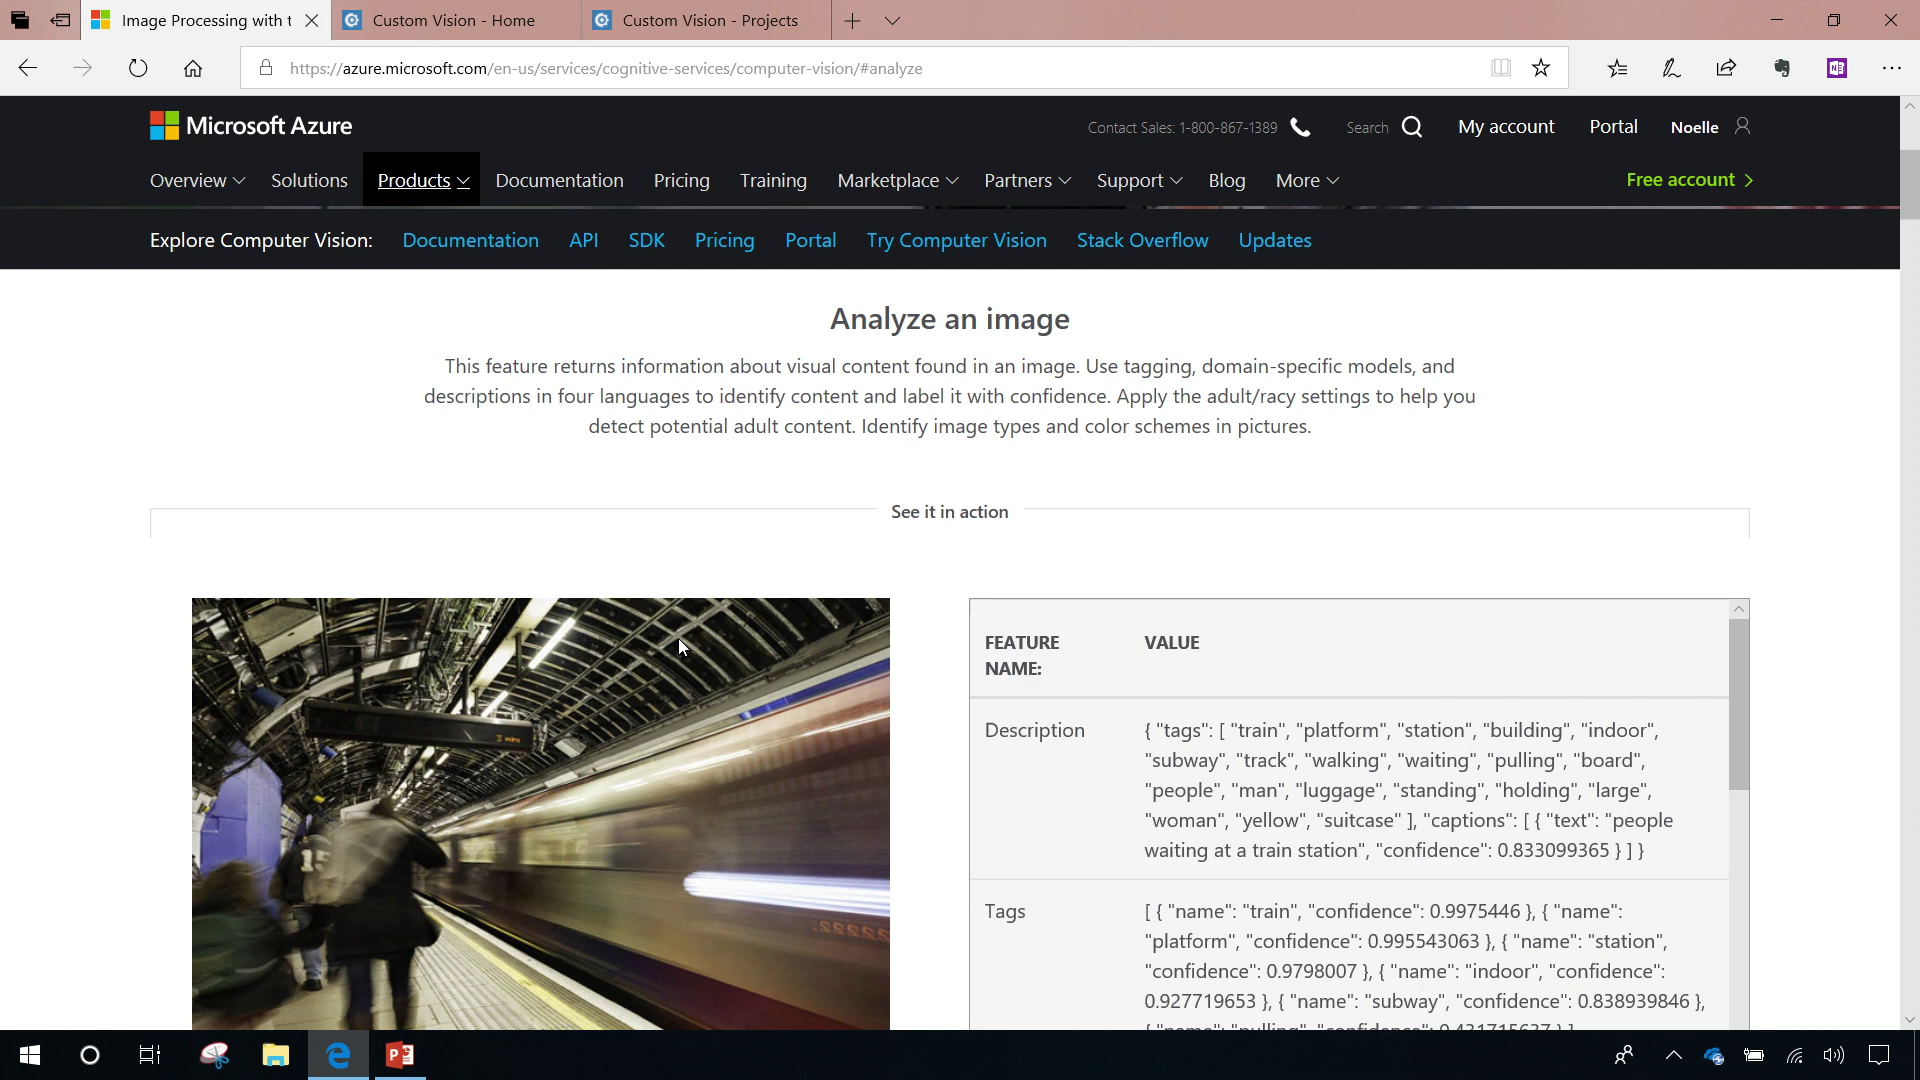 Image Processing with t
Custom Vision - Home
Custom Vision - Projects
https://azure.microsoft.com/en-us/services/cognitive-services/computer-vision/#analyze
Microsoft Azure
Contact Sales: 1-800-867-1389
Search
My account
Portal
Noelle
Overview
Solutions
Products
Documentation
Pricing
Training
Marketplace
Partners
Support
Blog
More
Free account
Explore Computer Vision:
Documentation
API
SDK
Pricing
Portal
Try Computer Vision
Stack Overflow
Updates
Analyze an image
This feature returns information about visual content found in an image. Use tagging, domain-specific models, and
descriptions in four languages to identify content and label it with confidence. Apply the adult/racy settings to help you
detect potential adult content. Identify image types and color schemes in pictures.
See it in action
3 mins
15
FEATURE
NAME:
VALUE
Description
{ "tags": [ "train", "platform", "station", "building", "indoor",
"subway", "track", "walking", "waiting", "pulling", "board",
"people", "man", "luggage", "standing", "holding", "large",
"woman", "yellow", "suitcase" ], "captions": [ { "text": "people
waiting at a train station", "confidence": 0.833099365 } ] }
Tags
[ { "name": "train", "confidence": 0.9975446 }, { "name":
"platform", "confidence": 0.995543063 }, { "name": "station",
"confidence": 0.9798007 }, { "name": "indoor", "confidence":
0.927719653 }, { "name": "subway", "confidence": 0.838939846 },
{ "name": "pulling", "confidence": 0.431715637 } ]